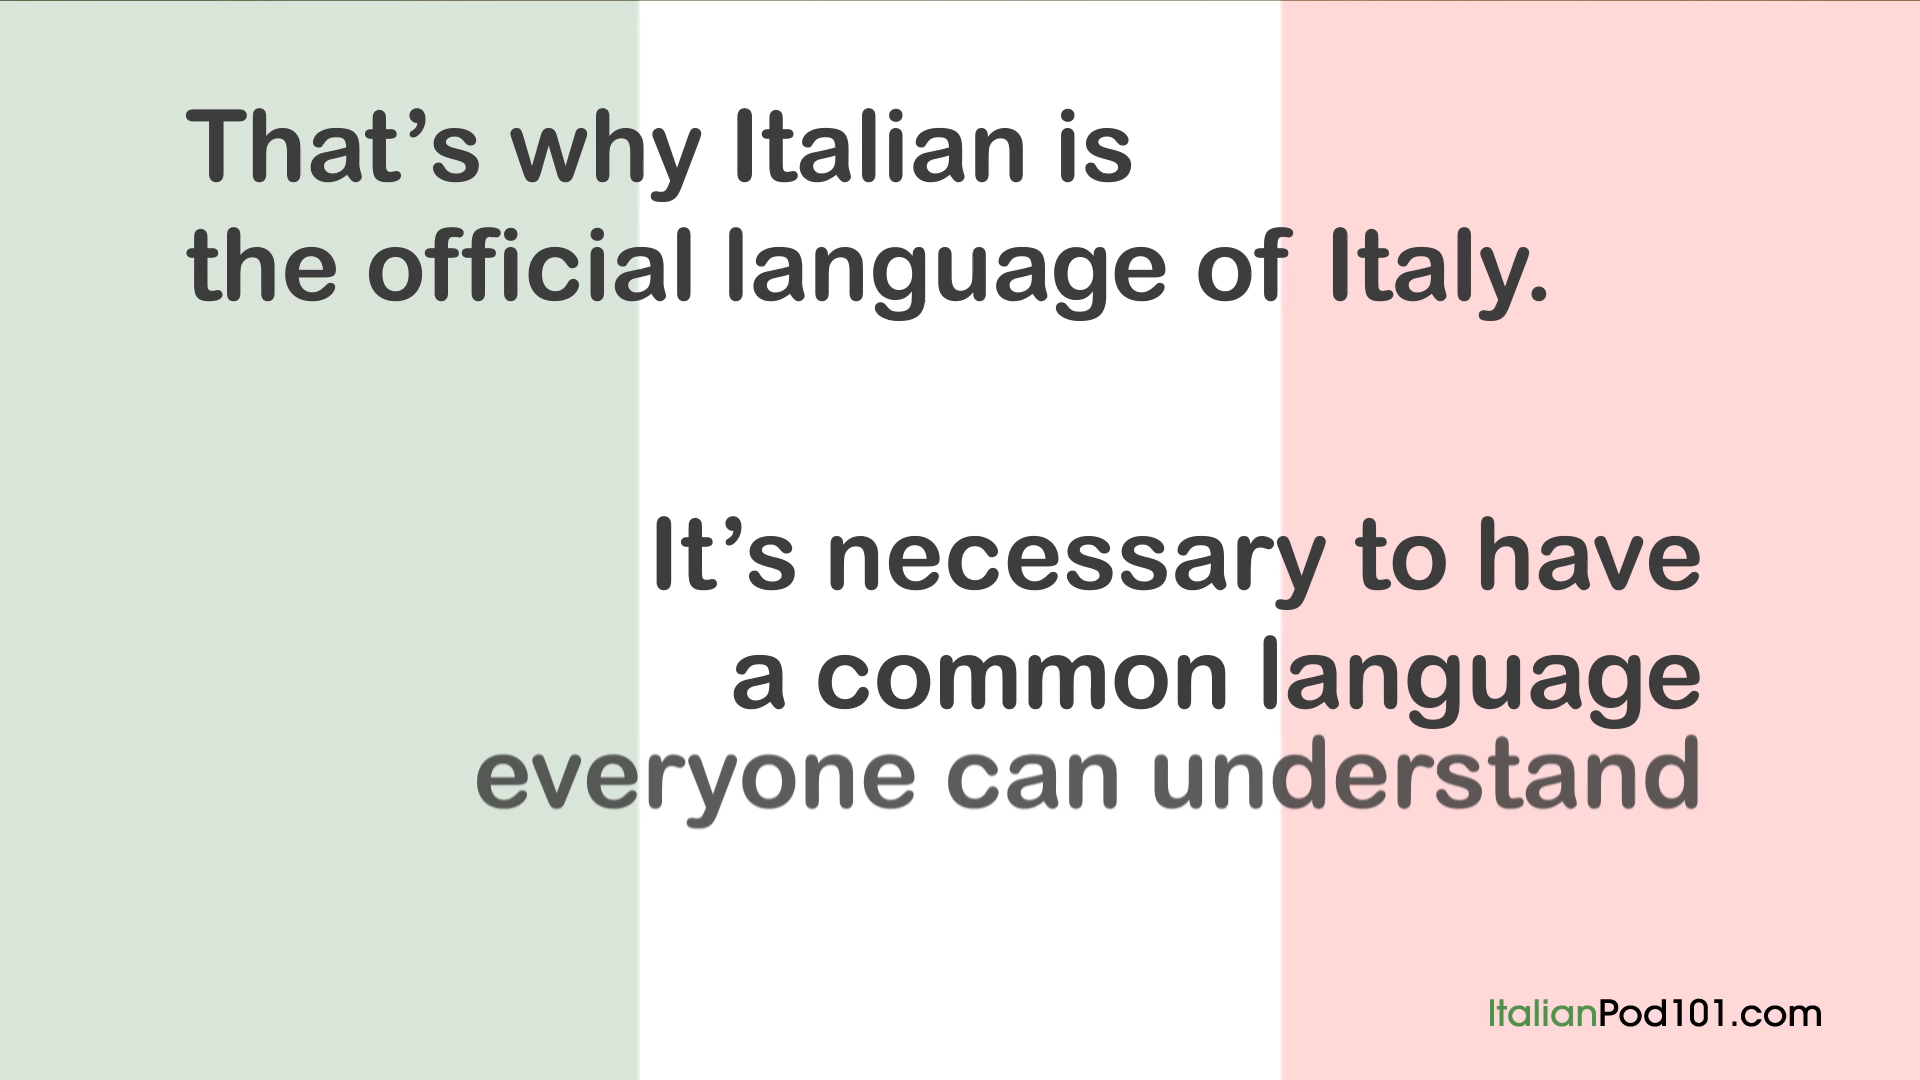 That’s why Italian is
the official language of Italy.
It’s necessary to have
a common language
everyone can understand
ItalianPod101.com